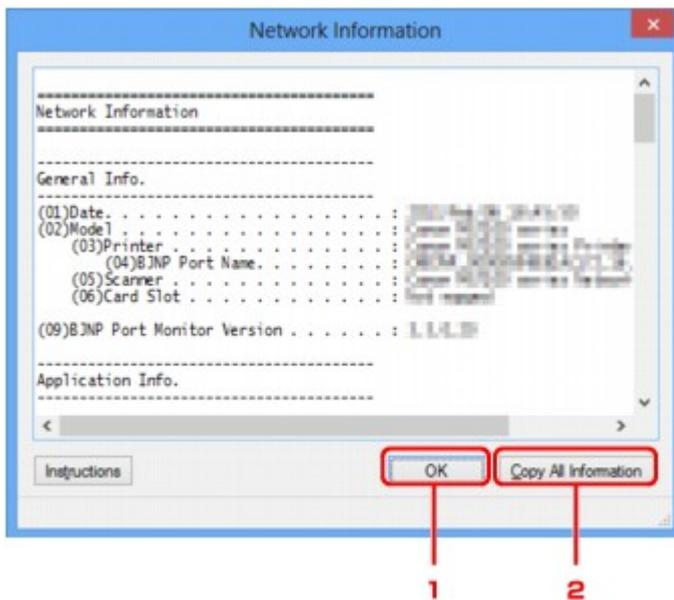 Network Information
========================================
Network Information
========================================
----------------------------------------
General Info.
----------------------------------------
(01)Date. . . . . . . . . . . . . . . . . :
(02)Model . . . . . . . . . . . . . . . . :
(03)Printer . . . . . . . . . . . . . :
(04)BJNP Port Name. . . . . . . . :
(05)Scanner . . . . . . . . . . . . . :
(06)Card Slot . . . . . . . . . . . . :
(09)BJNP Port Monitor Version . . . . . . :
----------------------------------------
Application Info.
----------------------------------------
Instructions OK Copy All Information
1 2